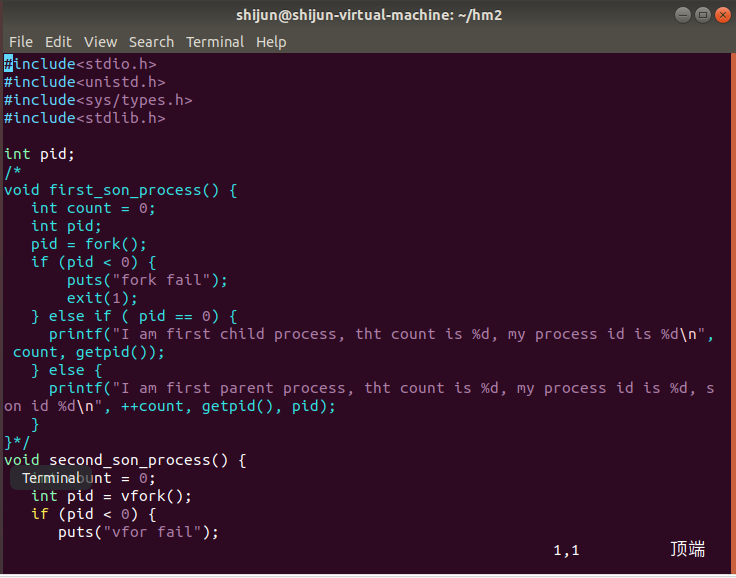 shijun@shijun-virtual-machine: ~/hm2
File Edit View Search Terminal Help
#include<stdio.h>
#include<unistd.h>
#include<sys/types.h>
#include<stdlib.h>
int pid;
/*
void first_son_process() {
int count = 0;
int pid;
pid = fork();
if (pid < 0) {
puts("fork fail");
exit(1);
} else if ( pid == 0) {
printf("I am first child process, tht count is %d, my process id is %d\n",
count, getpid());
} else {
printf("I am first parent process, tht count is %d, my process id is %d, s
on id %d\n", ++count, getpid(), pid);
}
}*/
void second_son_process() {
Terminal unt = 0;
int pid = vfork();
if (pid < 0) {
puts("vfor fail");
1,1 顶端